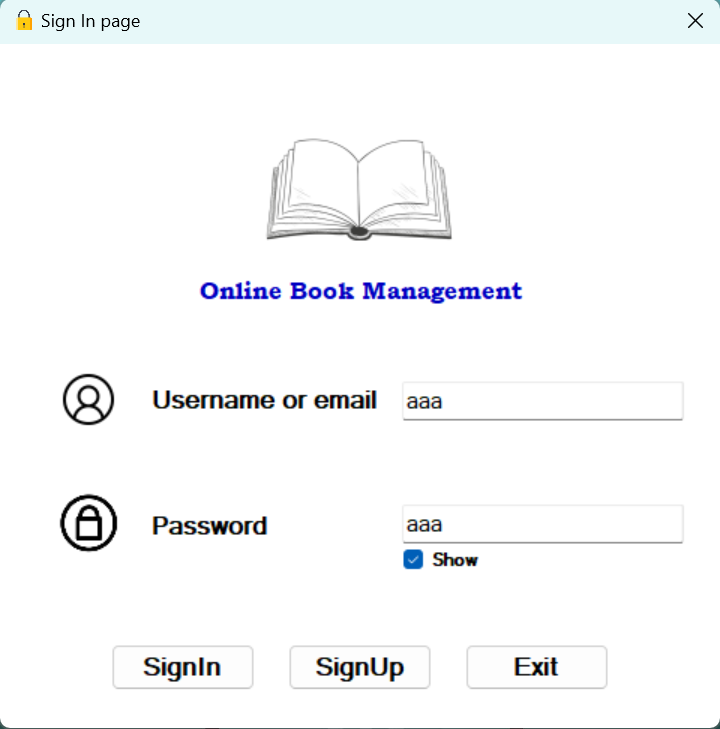 Sign In page
Online Book Management
Username or email aaa
Password aaa
Show
SignIn SignUp Exit